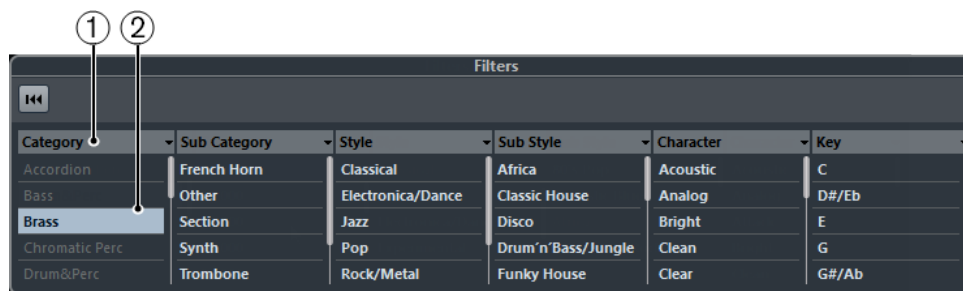 1 2
Filters
Category Sub Category Style Sub Style Character Key
Accordion French Horn Classical Africa Acoustic C
Bass Other Electronica/Dance Classic House Analog D#/Eb
Brass Section Jazz Disco Bright E
Chromatic Perc Synth Pop Drum´n´Bass/Jungle Clean G
Drum&Perc Trombone Rock/Metal Funky House Clear G#/Ab